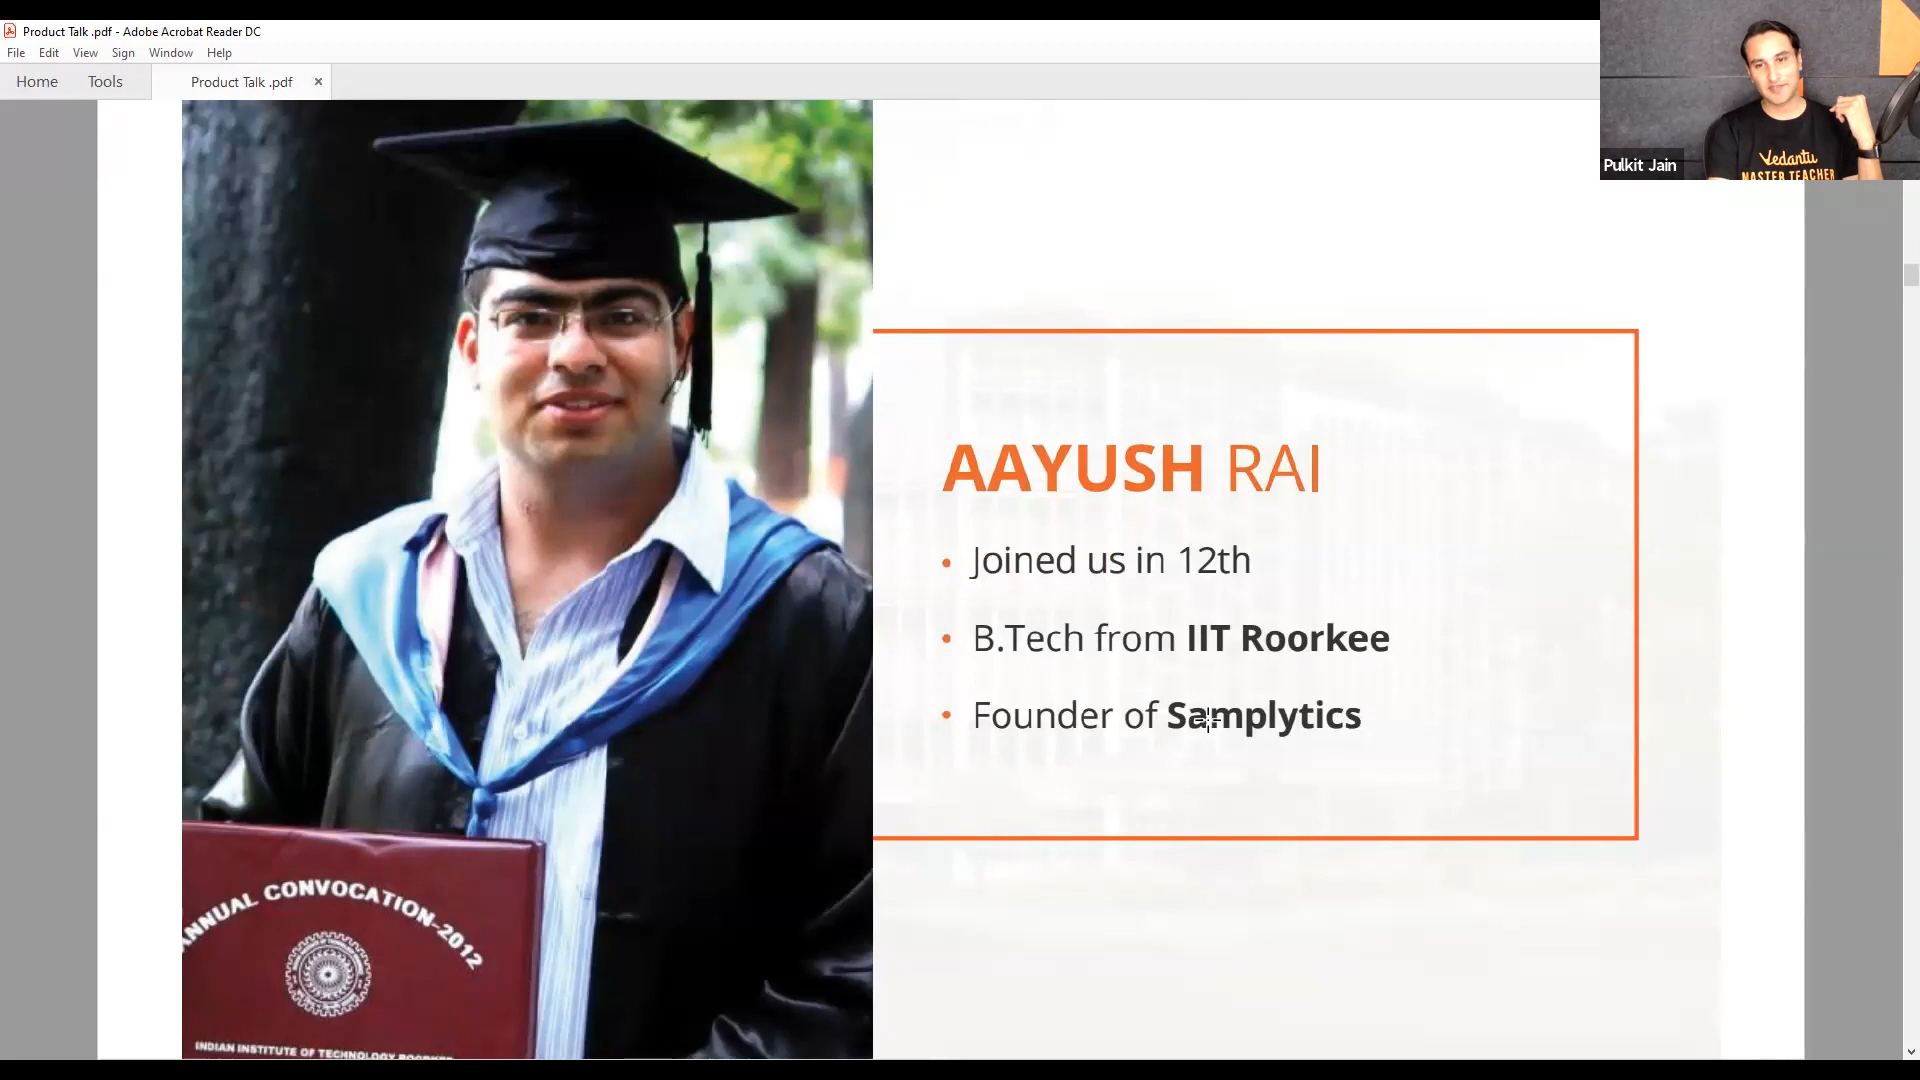 Product Talk .pdf - Adobe Acrobat Reader DC
File Edit View Sign Window Help
Home Tools Product Talk .pdf ×
Pulkit Jain
Vedantu
MASTER TEACHER
AAYUSH RAI
• Joined us in 12th
• B.Tech from IIT Roorkee
• Founder of Samplytics
ANNUAL CONVOCATION-2012
INDIAN INSTITUTE OF TECHNOLOGY ROORKEE